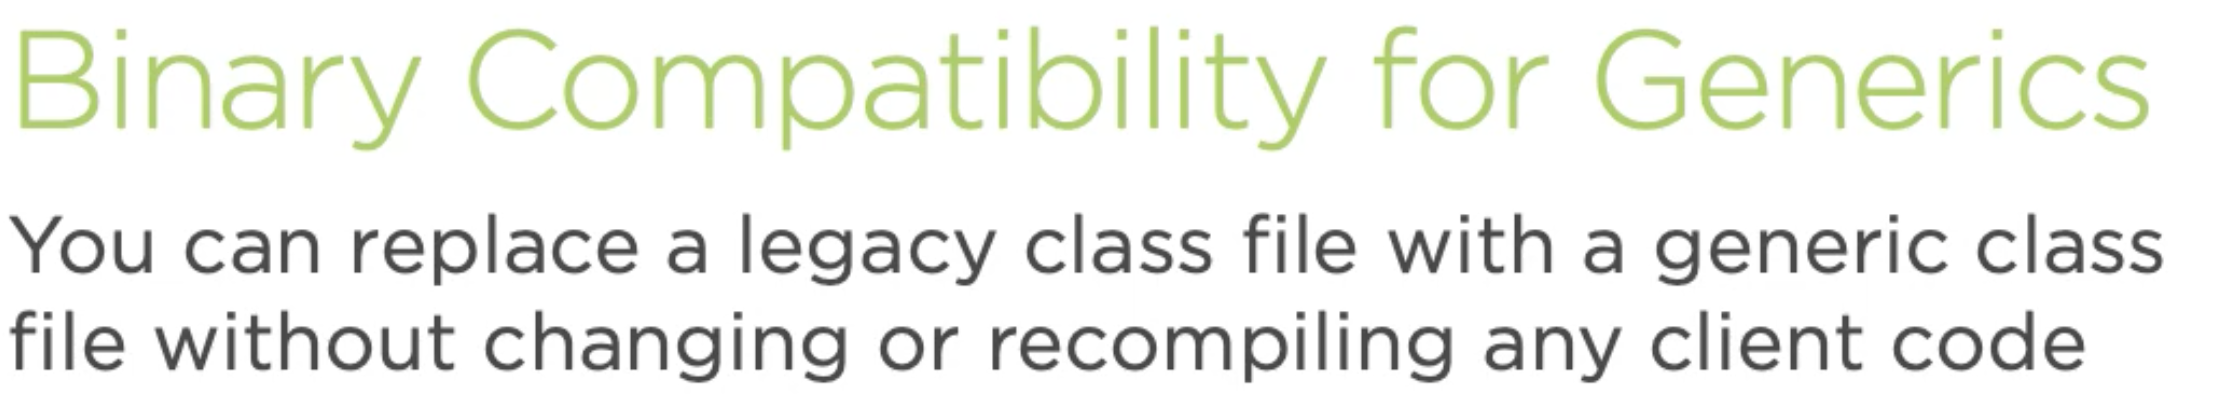 Binary Compatibility for Generics
You can replace a legacy class file with a generic class
file without changing or recompiling any client code